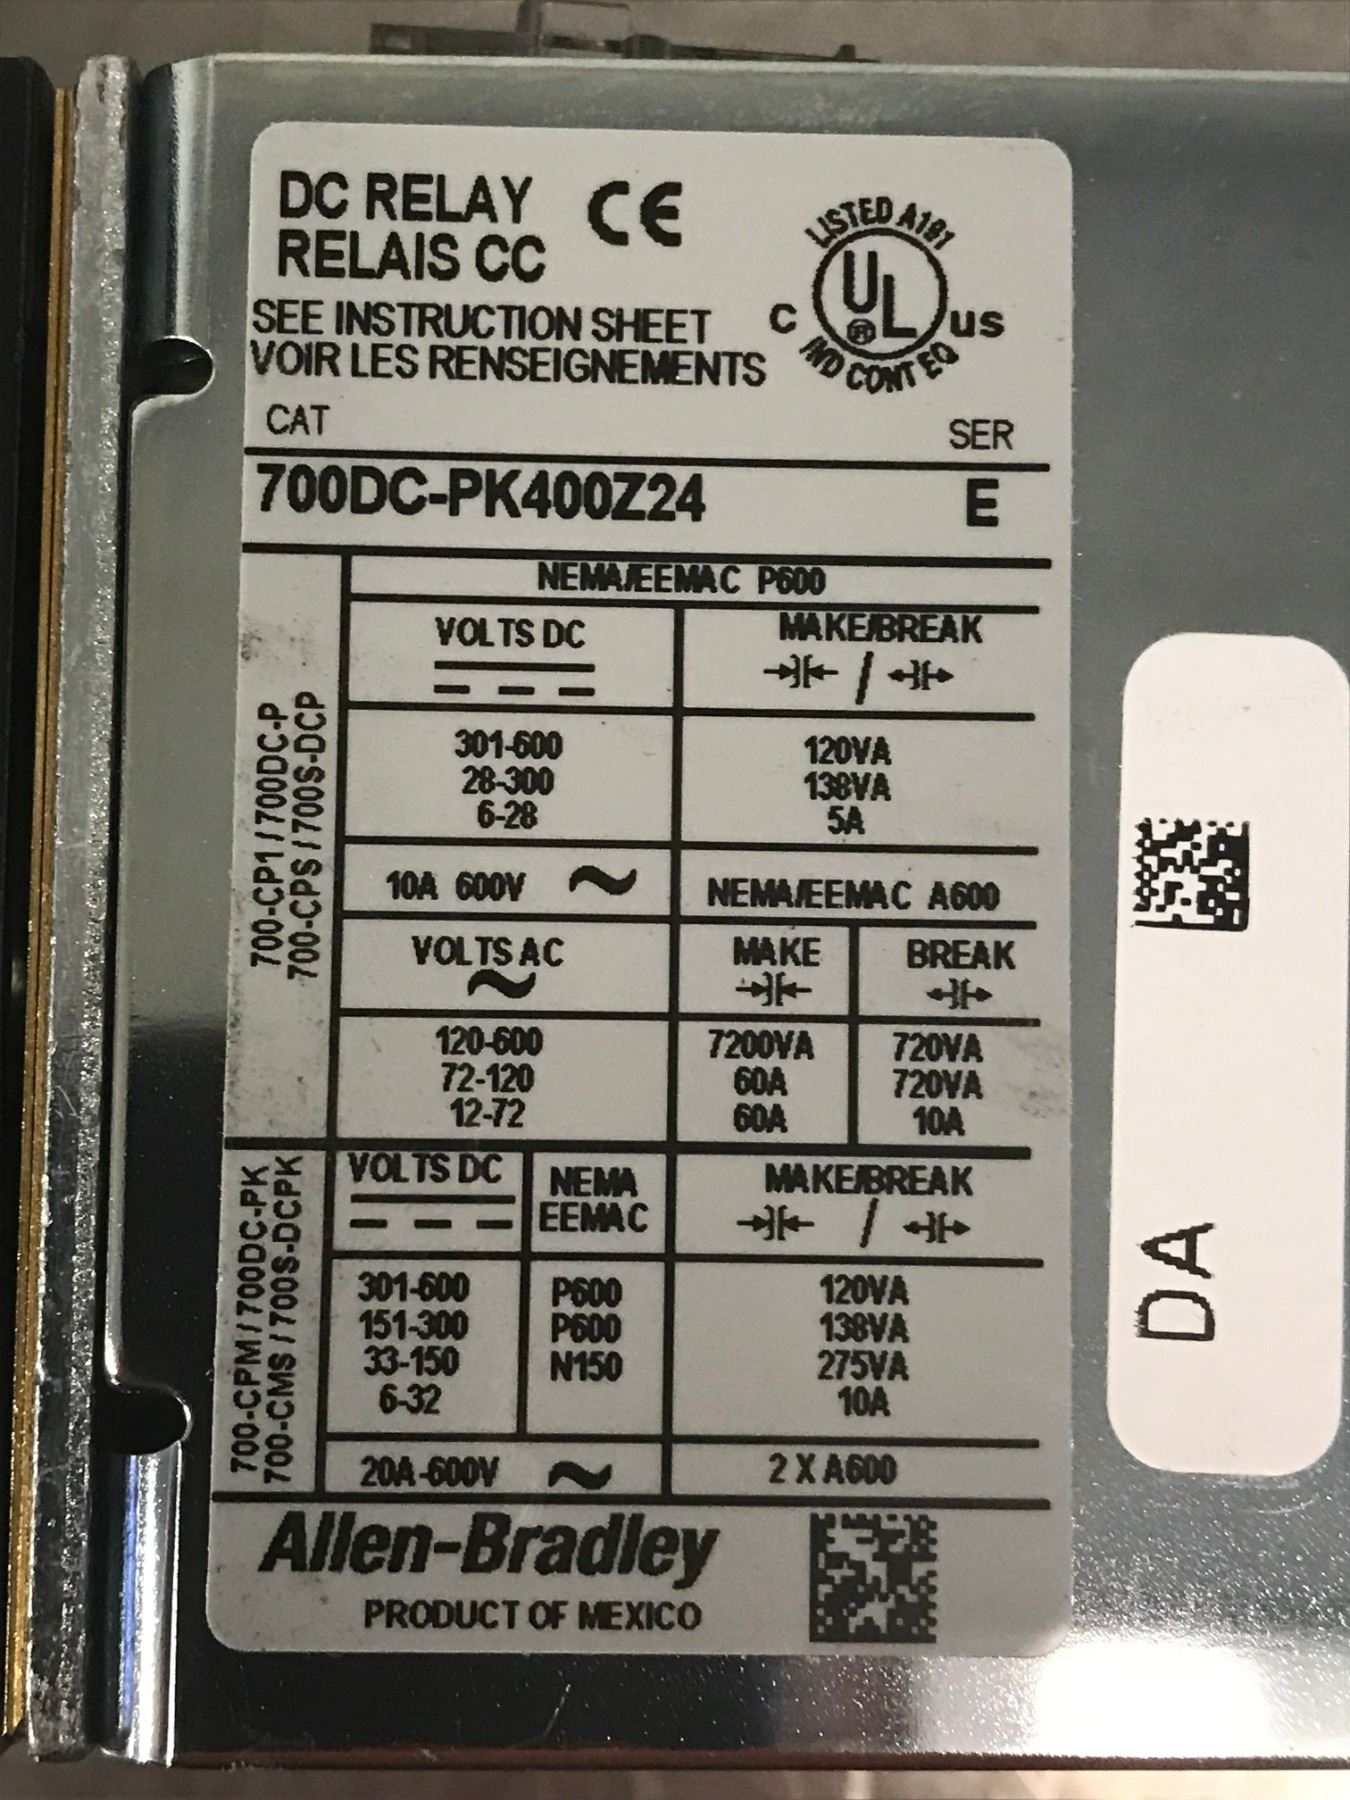 DC RELAY
RELAIS CC
CE
LISTED A191
C UL US
®
IND CONT EQ
SEE INSTRUCTION SHEET
VOIR LES RENSEIGNEMENTS
CAT SER
700DC-PK400Z24 E
700-CP1 / 700DC-P
700-CPS / 700S-DCP
NEMA/EEMAC P600
VOLTS DC MAKE/BREAK
/
301-600 120VA
28-300 138VA
6-28 5A
10A 600V ~ NEMA/EEMAC A600
VOLTS AC MAKE BREAK
~
120-600 7200VA 720VA
72-120 60A 720VA
12-72 60A 10A
700-CPM / 700DC-PK
700-CMS / 700S-DCPK
VOLTS DC NEMA MAKE/BREAK
EEMAC /
301-600 P600 120VA
151-300 P600 138VA
33-150 N150 275VA
6-32 10A
20A-600V ~ 2 X A600
Allen-Bradley
PRODUCT OF MEXICO
DA